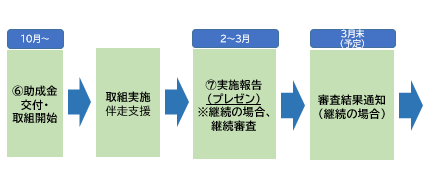 10月～
⑥助成金
交付・
取組開始
取組実施
伴走支援
2～3月
⑦実施報告
（プレゼン）
※継続の場合、
継続審査
3月末
（予定）
審査結果通知
（継続の場合）